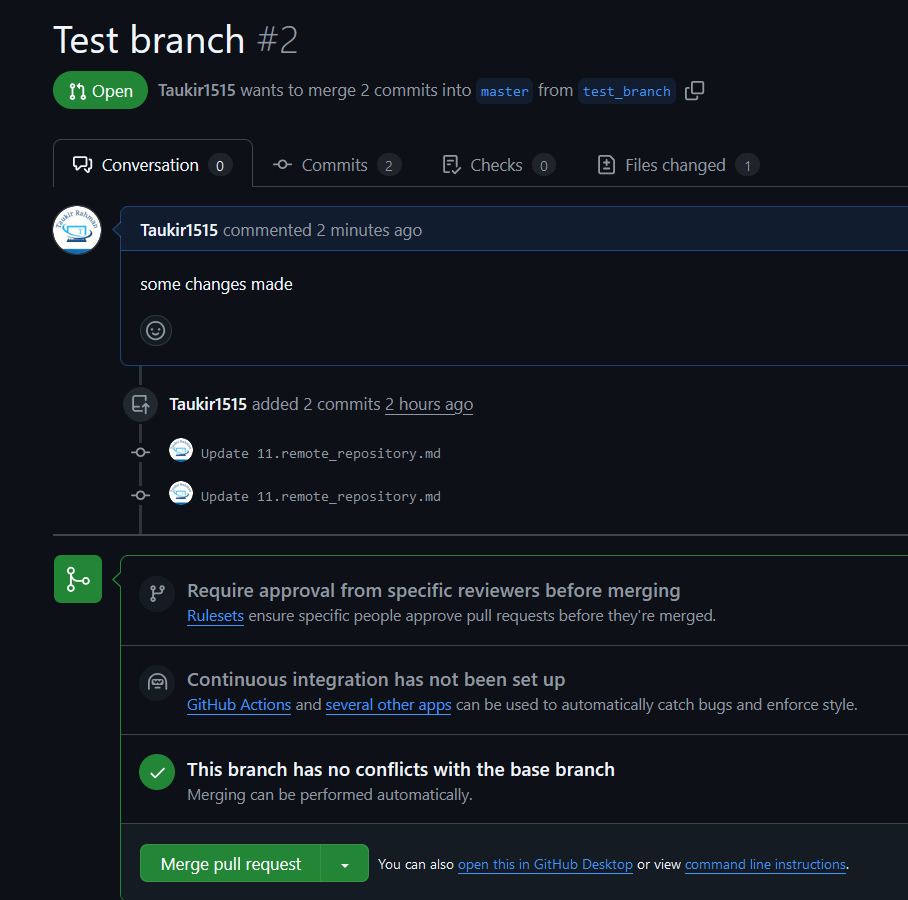 Test branch #2
Open Taukir1515 wants to merge 2 commits into master from test_branch
Conversation 0 Commits 2 Checks 0 Files changed 1
Taukir Rahman
Taukir1515 commented 2 minutes ago
some changes made
Taukir1515 added 2 commits 2 hours ago
Update 11.remote_repository.md
Update 11.remote_repository.md
Require approval from specific reviewers before merging
Rulesets ensure specific people approve pull requests before they're merged.
Continuous integration has not been set up
GitHub Actions and several other apps can be used to automatically catch bugs and enforce style.
This branch has no conflicts with the base branch
Merging can be performed automatically.
Merge pull request You can also open this in GitHub Desktop or view command line instructions.